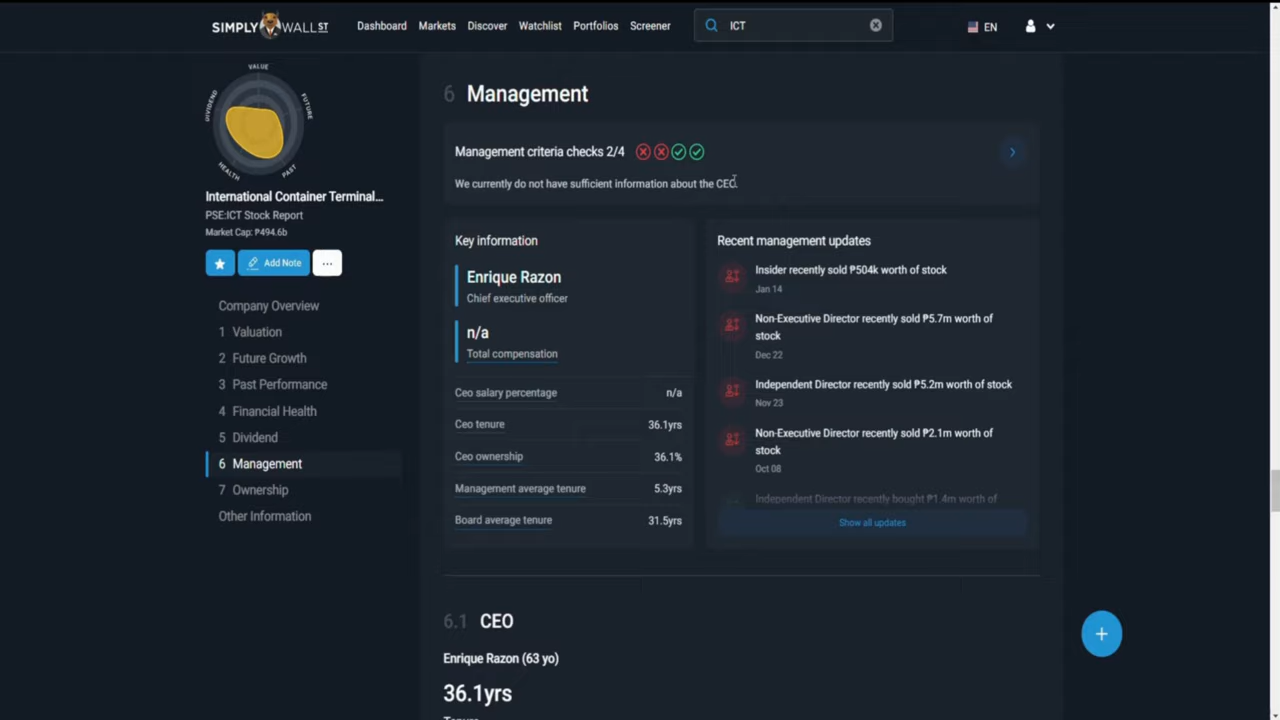 SIMPLY WALL ST
Dashboard Markets Discover Watchlist Portfolios Screener
ICT
EN
VALUE
FUTURE
PAST
HEALTH
DIVIDEND
International Container Terminal...
PSE:ICT Stock Report
Market Cap: ₱494.6b
Add Note
...
Company Overview
1 Valuation
2 Future Growth
3 Past Performance
4 Financial Health
5 Dividend
6 Management
7 Ownership
Other Information
6 Management
Management criteria checks 2/4
We currently do not have sufficient information about the CEO.
Key information
Enrique Razon
Chief executive officer
n/a
Total compensation
Ceo salary percentage n/a
Ceo tenure 36.1yrs
Ceo ownership 36.1%
Management average tenure 5.3yrs
Board average tenure 31.5yrs
Recent management updates
Insider recently sold ₱504k worth of stock
Jan 14
Non-Executive Director recently sold ₱5.7m worth of
stock
Dec 22
Independent Director recently sold ₱5.2m worth of stock
Nov 23
Non-Executive Director recently sold ₱2.1m worth of
stock
Oct 08
Independent Director recently bought ₱1.4m worth of
Show all updates
6.1 CEO
Enrique Razon (63 yo)
36.1yrs
Tenure